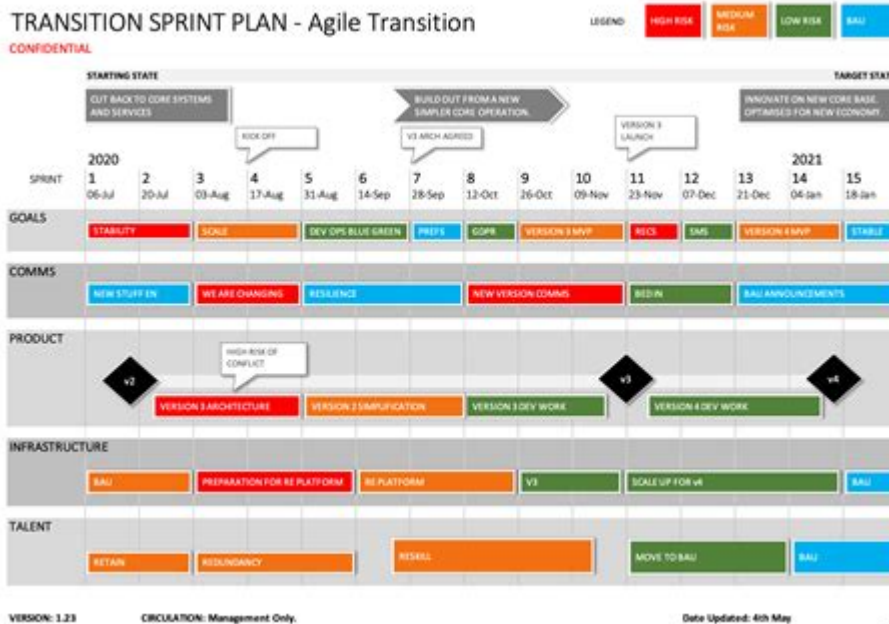 TRANSITION SPRINT PLAN - Agile Transition
CONFIDENTIAL
LEGEND
HIGH RISK
MEDIUM
RISK
LOW RISK
BAU
STARTING STATE
TARGET STAT
CUT BACK TO CORE SYSTEMS
AND SERVICES
BUILD OUT FROM A NEW
SIMPLER CORE OPERATION.
INNOVATE ON NEW CORE BASE.
OPTIMISED FOR NEW ECONOMY.
KICK OFF
V3 ARCH AGREED
VERSION 3
LAUNCH
2020
2021
SPRINT
1 2 3 4 5 6 7 8 9 10 11 12 13 14 15
06-Jul 20-Jul 03-Aug 17-Aug 31-Aug 14-Sep 28-Sep 12-Oct 26-Oct 09-Nov 23-Nov 07-Dec 21-Dec 04-Jan 18-Jan
GOALS
STABILITY
SCALE
DEV OPS BLUE GREEN
PREFS
GDPR
VERSION 3 MVP
RECS
SMS
VERSION 4 MVP
STABLE
COMMS
NEW STUFF EN
WE ARE CHANGING
RESILIENCE
NEW VERSION COMMS
BED IN
BAU ANNOUNCEMENTS
PRODUCT
HIGH RISK OF
CONFLICT
v2
v3
v4
VERSION 3 ARCHITECTURE
SIMPLIFICATION
VERSION 3 DEV WORK
VERSION 4 DEV WORK
INFRASTRUCTURE
BAU
PREPARATION FOR RE PLATFORM
RE PLATFORM
V3
SCALE UP FOR v4
BAU
TALENT
RETAIN
REDUNDANCY
RESKILL
MOVE TO BAU
BAU
VERSION: 1.23
CIRCULATION: Management Only.
Date Updated: 4th May